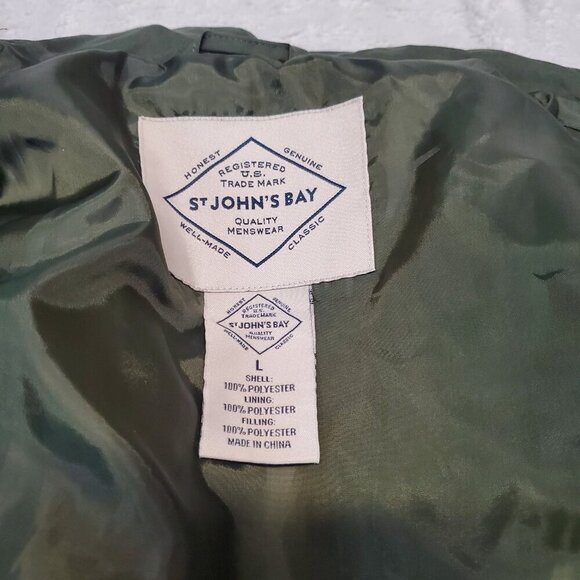 HONEST
GENUINE
REGISTERED
U.S.
TRADE MARK
ST JOHN'S BAY
QUALITY
MENSWEAR
WELL-MADE
CLASSIC
HONEST
GENUINE
REGISTERED
U.S.
TRADE MARK
ST JOHN'S BAY
QUALITY
MENSWEAR
WELL-MADE
CLASSIC
L
SHELL:
100% POLYESTER
LINING:
100% POLYESTER
FILLING:
100% POLYESTER
MADE IN CHINA